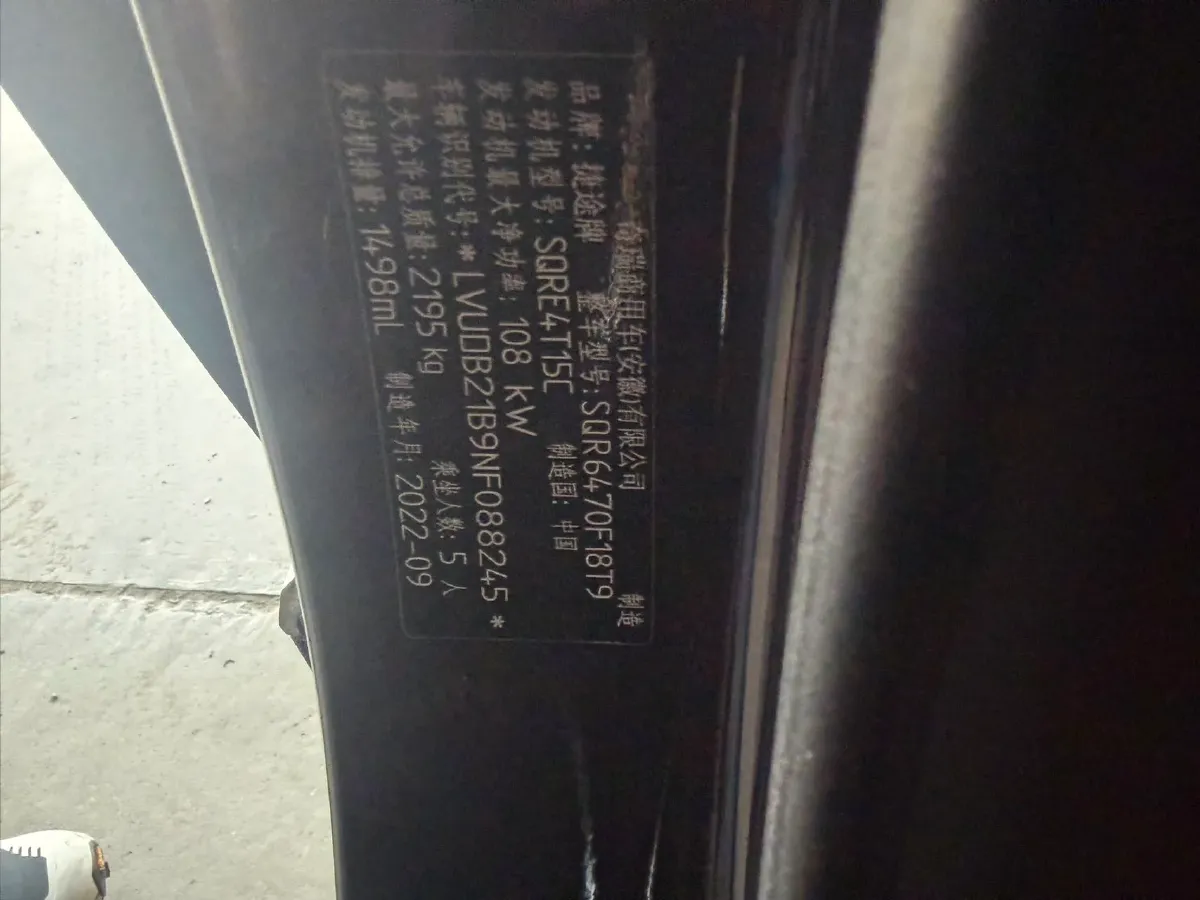 奇瑞商用车(安徽)有限公司 制造
品牌:捷途牌 整车型号:SQR6470F18T9
发动机型号:SQRE4T15C 制造国:中国
发动机最大净功率:108 kW
车辆识别代号:*LVUDB21B9NF088245*
最大允许总质量:2195 kg 乘坐人数:5 人
发动机排量:1498mL 制造年月:2022-09